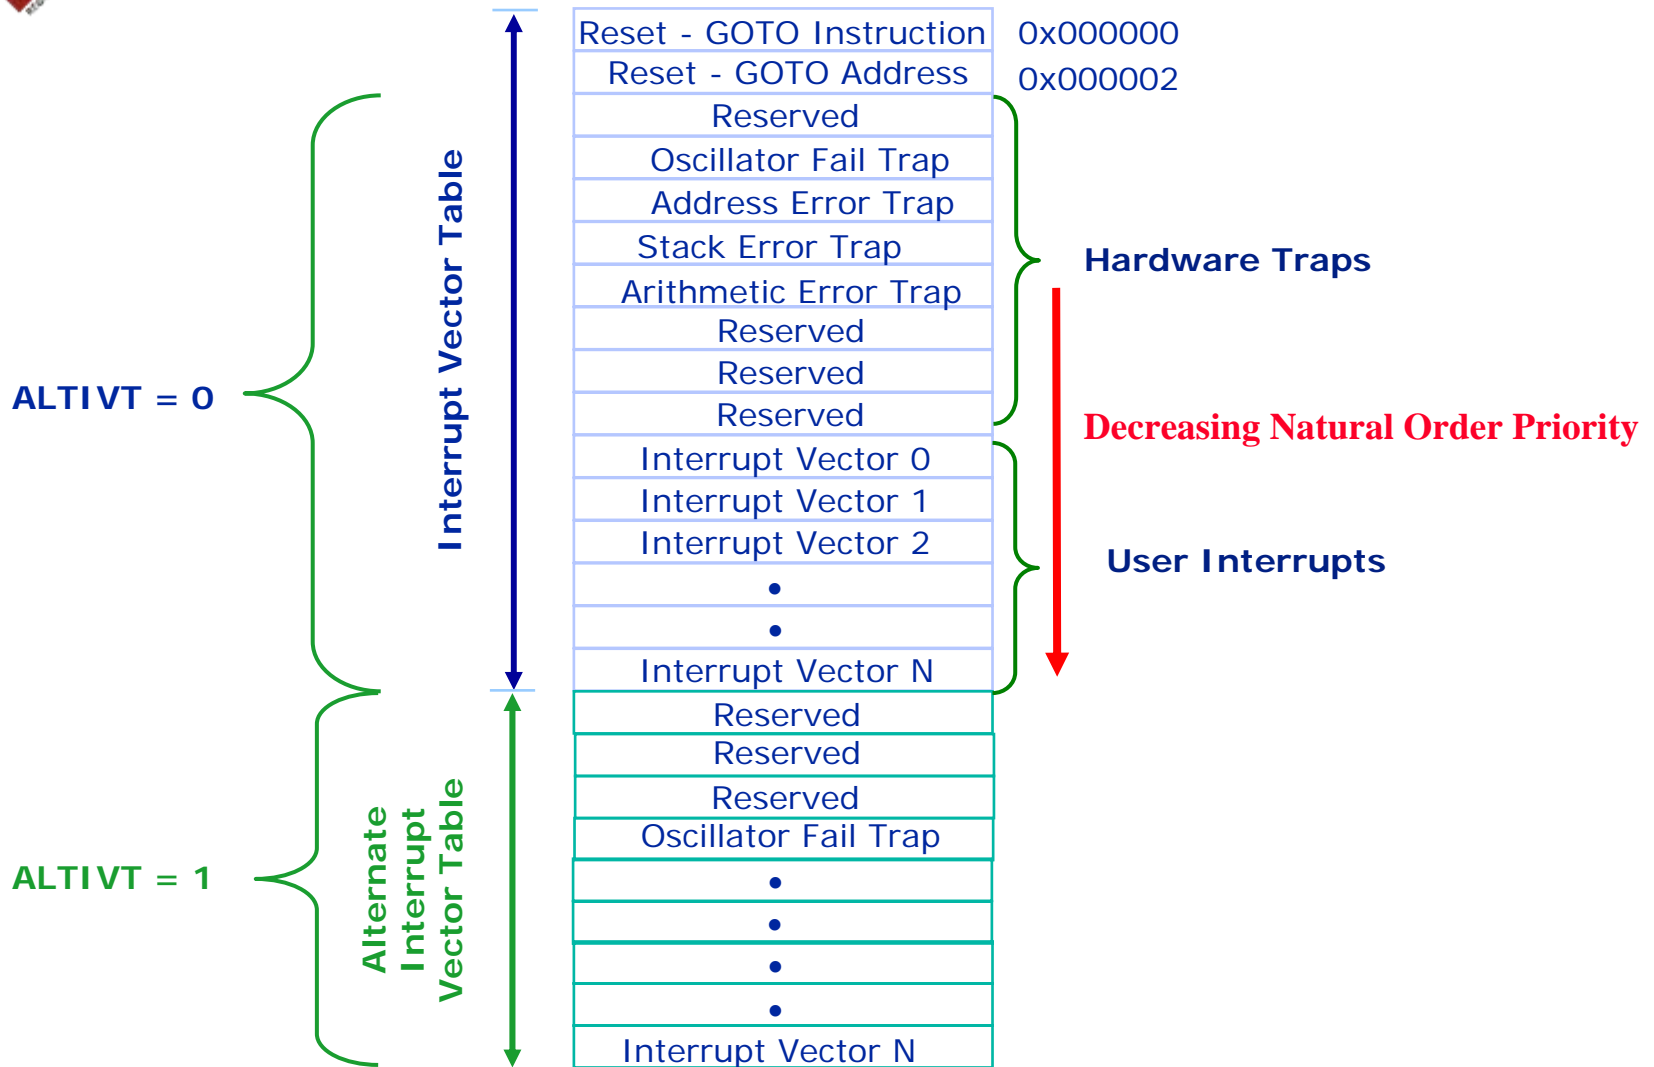 Reset - GOTO Instruction 0x000000
Reset - GOTO Address 0x000002
Reserved
Oscillator Fail Trap
Address Error Trap
Stack Error Trap
Arithmetic Error Trap
Reserved
Reserved
Reserved
Hardware Traps
Interrupt Vector Table
ALTIVT = 0
Decreasing Natural Order Priority
Interrupt Vector 0
Interrupt Vector 1
Interrupt Vector 2
•
•
Interrupt Vector N
User Interrupts
Reserved
Reserved
Reserved
Oscillator Fail Trap
•
•
•
•
Interrupt Vector N
Alternate
Interrupt
Vector Table
ALTIVT = 1